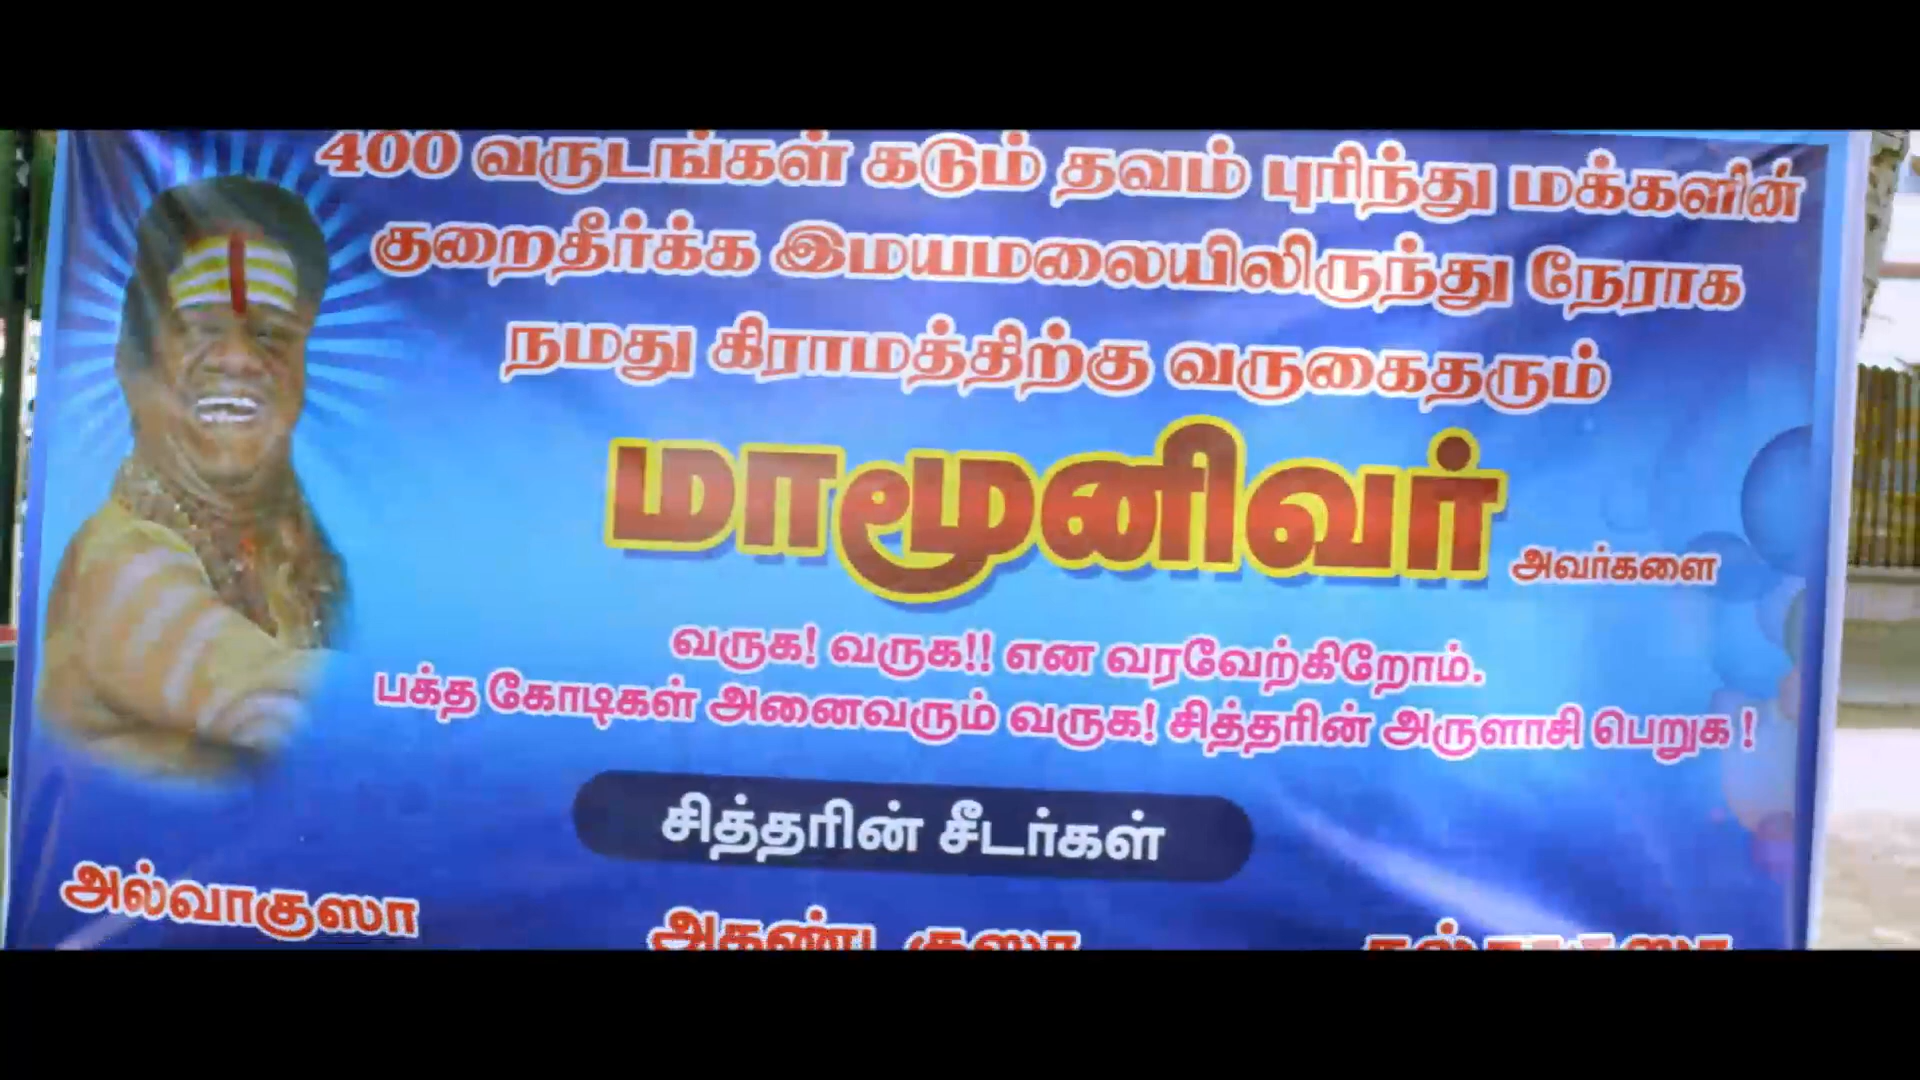 400 வருடங்கள் கடும் தவம் புரிந்து மக்களின்
குறைதீர்க்க இமயமலையிலிருந்து நேராக
நமது கிராமத்திற்கு வருகைதரும்
மாமூனிவர் அவர்களை
வருக! வருக!! என வரவேற்கிறோம்.
பக்த கோடிகள் அனைவரும் வருக! சித்தரின் அருளாசி பெறுக !
சித்தரின் சீடர்கள்
அல்வாகுஸா